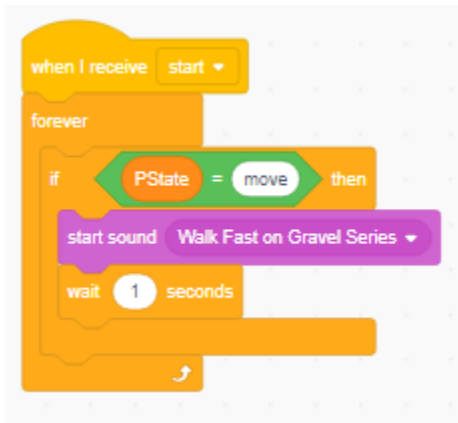 when I receive start
forever
if PState = move then
start sound Walk Fast on Gravel Series
wait 1 seconds